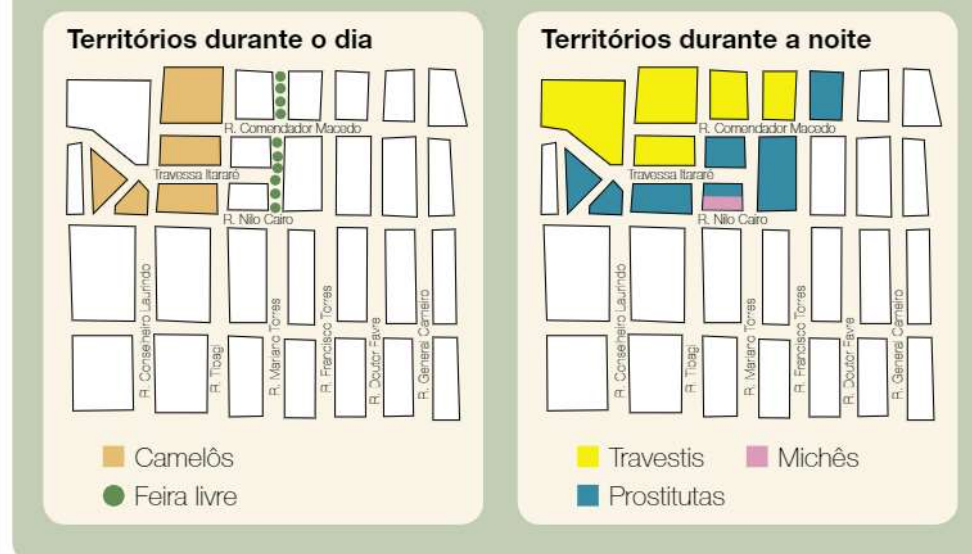 Territórios durante o dia
R. Comendador Macedo
Travessa Itararé
R. Nilo Cairo
R. Conselheiro Laurindo
R. Tibagi
R. Mariano Torres
R. Francisco Torres
R. Doutor Faivre
R. General Carneiro
Camelôs
Feira livre
Territórios durante a noite
R. Comendador Macedo
Travessa Itararé
R. Nilo Cairo
R. Conselheiro Laurindo
R. Tibagi
R. Mariano Torres
R. Francisco Torres
R. Doutor Faivre
R. General Carneiro
Travestis
Michês
Prostitutas